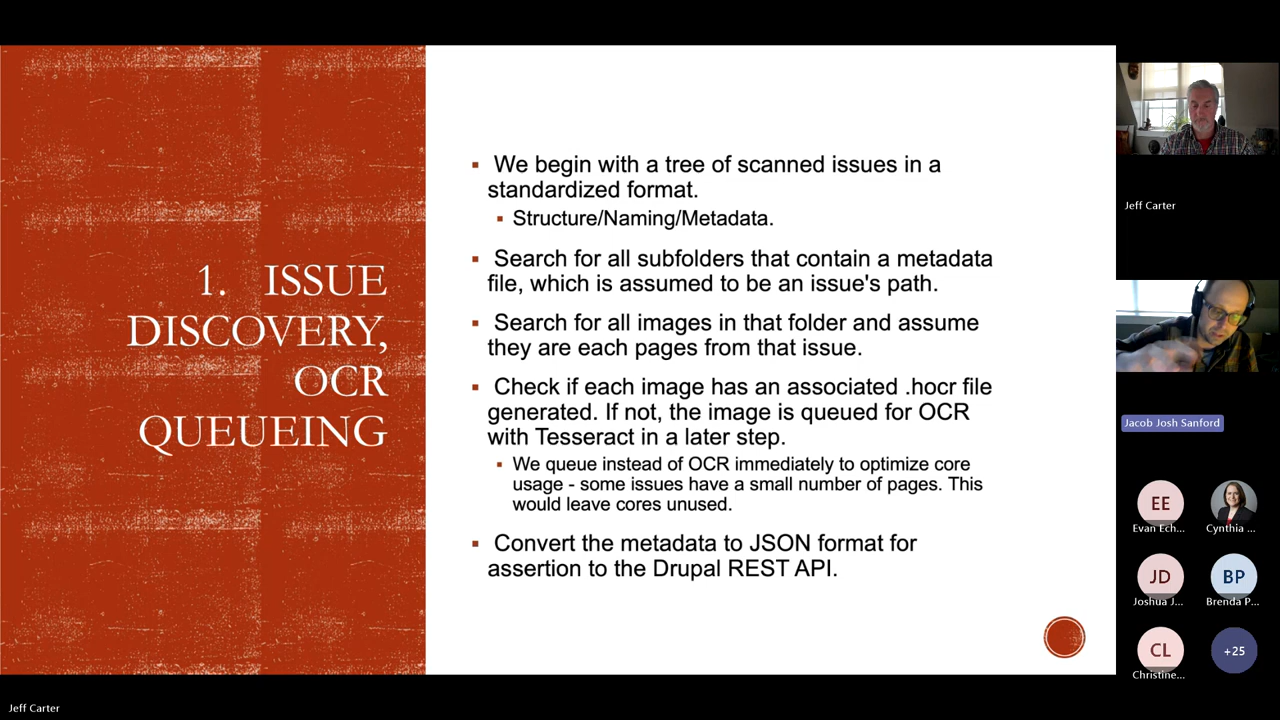 1. ISSUE
DISCOVERY,
OCR
QUEUEING
▪ We begin with a tree of scanned issues in a
standardized format.
▪ Structure/Naming/Metadata.
▪ Search for all subfolders that contain a metadata
file, which is assumed to be an issue's path.
▪ Search for all images in that folder and assume
they are each pages from that issue.
▪ Check if each image has an associated .hocr file
generated. If not, the image is queued for OCR
with Tesseract in a later step.
▪ We queue instead of OCR immediately to optimize core
usage - some issues have a small number of pages. This
would leave cores unused.
▪ Convert the metadata to JSON format for
assertion to the Drupal REST API.
Jeff Carter
Jacob Josh Sanford
EE
Evan Ech...
Cynthia ...
JD
Joshua J...
BP
Brenda P...
CL
Christine...
+25
Jeff Carter